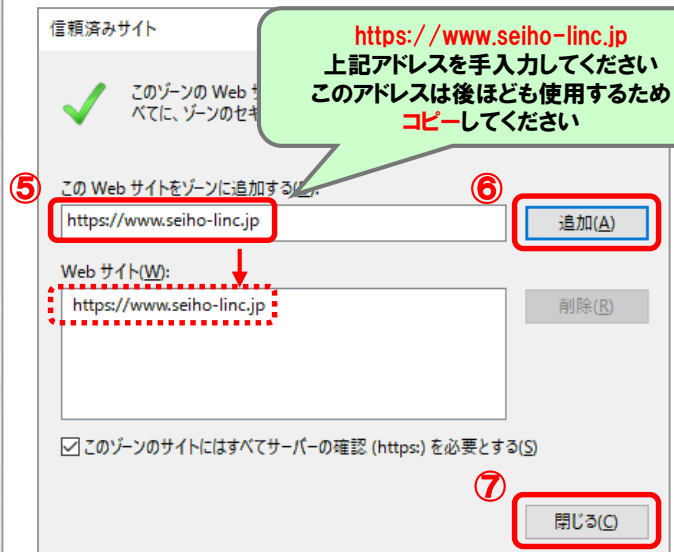 信頼済みサイト
https://www.seiho-linc.jp
上記アドレスを手入力してください
このアドレスは後ほども使用するため
コピーしてください
このゾーンの Web
べてに、ゾーンのセキ
⑤
この Web サイトをゾーンに追加する
⑥
https://www.seiho-linc.jp
追加(A)
Web サイト(W):
https://www.seiho-linc.jp
削除(R)
このゾーンのサイトにはすべてサーバーの確認 (https:) を必要とする(S)
⑦
閉じる(C)